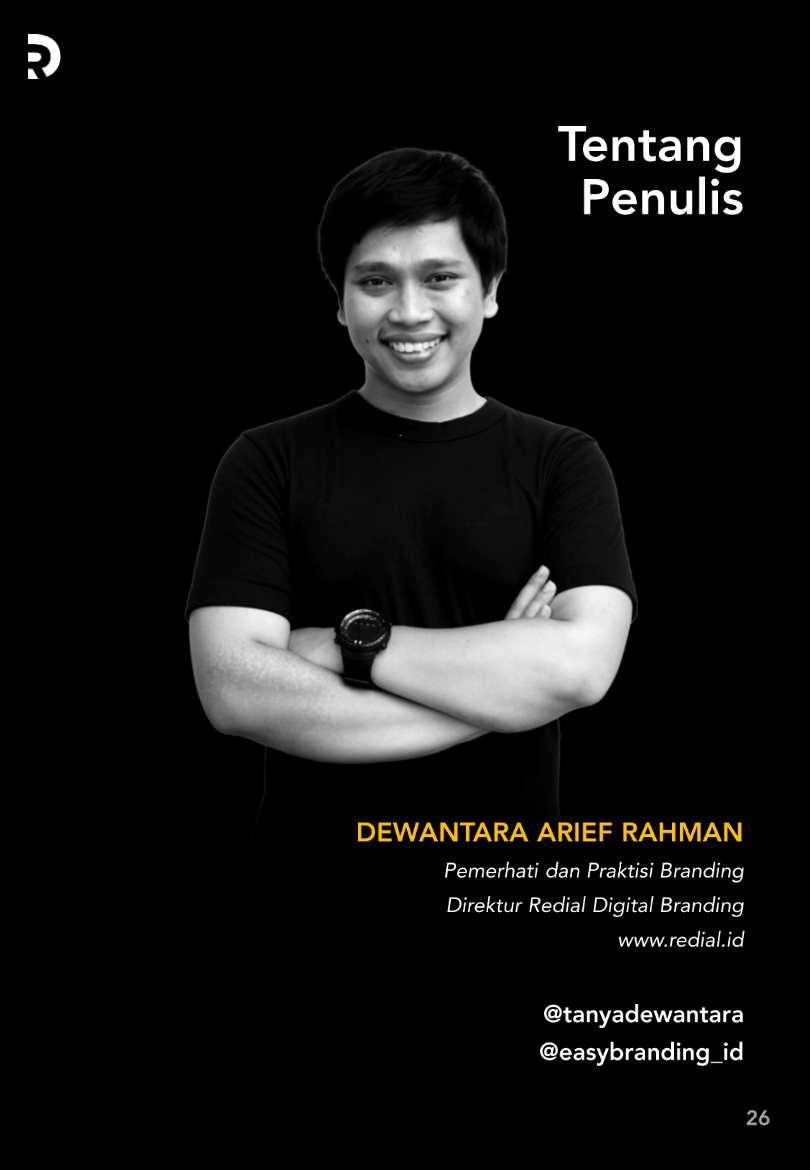 Tentang
Penulis
DEWANTARA ARIEF RAHMAN
Pemerhati dan Praktisi Branding
Direktur Redial Digital Branding
www.redial.id
@tanyadewantara
@easybranding_id
26